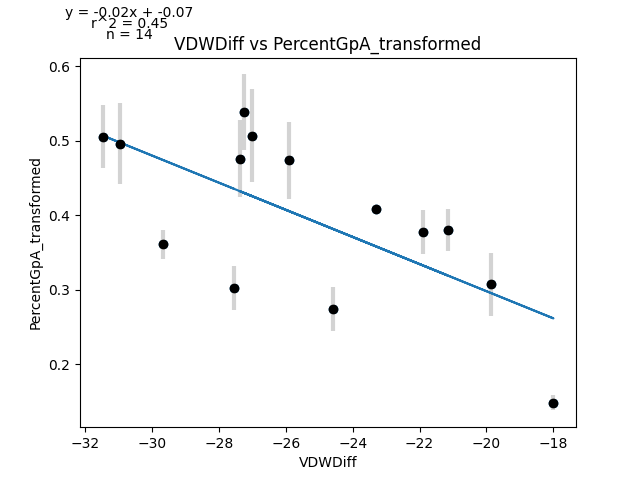 y = -0.02x + -0.07
r^2 = 0.45
n = 14
VDWDiff vs PercentGpA_transformed
PercentGpA_transformed
0.6
0.5
0.4
0.3
0.2
−32
−30
−28
−26
−24
−22
−20
−18
VDWDiff